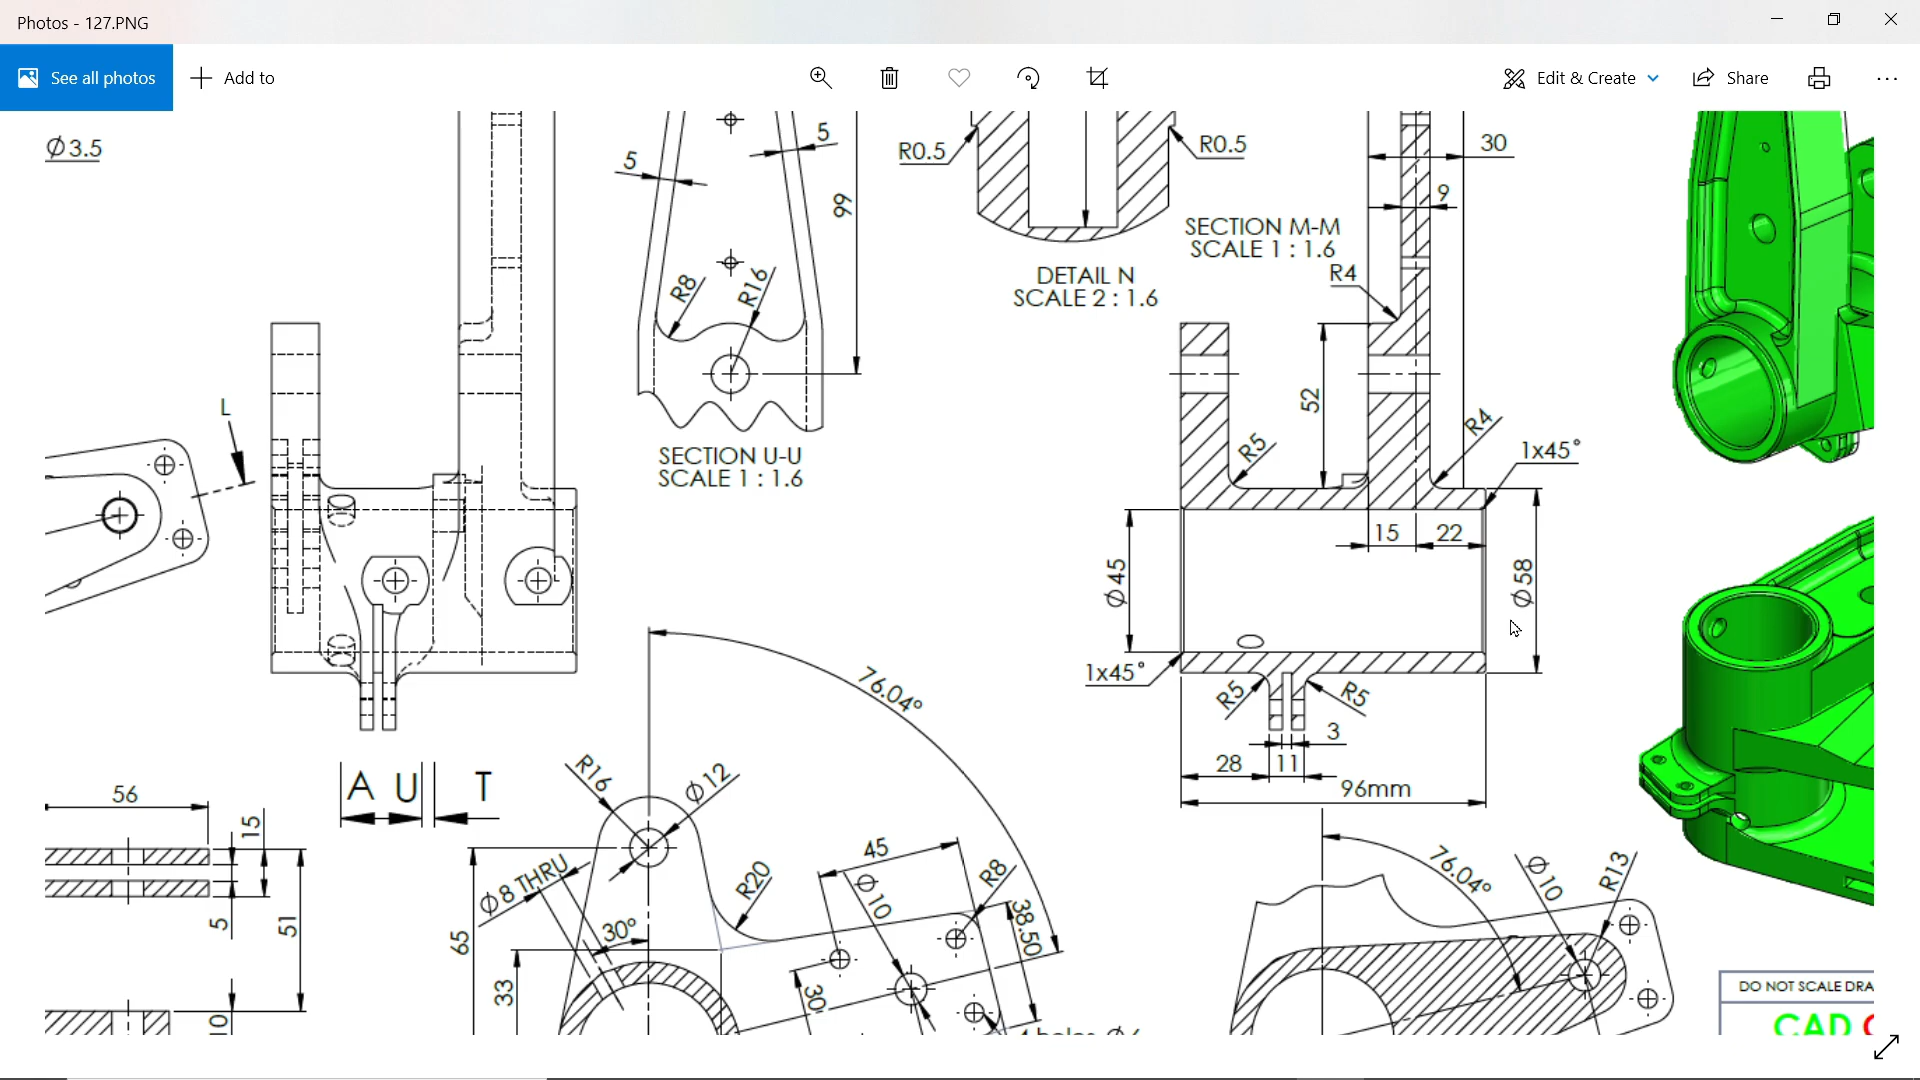 Photos - 127.PNG
See all photos
Add to
Edit & Create
Share
Ø3.5
5
5
99
R8
R16
SECTION U-U
SCALE 1 : 1.6
R0.5
R0.5
DETAIL N
SCALE 2 : 1.6
SECTION M-M
SCALE 1 : 1.6
30
9
R4
52
R5
R4
1x45°
15
22
Ø45
Ø58
1x45°
R5
R5
3
28
11
96mm
L
A
U
T
56
15
5
51
10
76.04°
R16
Ø12
Ø8 THRU
30°
65
33
R20
45
Ø10
R8
38.50
30
76.04°
Ø10
R13
DO NOT SCALE DRA
CAD